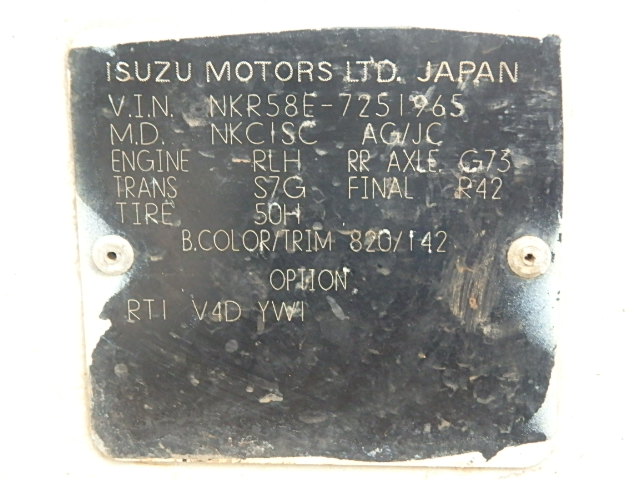 ISUZU MOTORS LTD. JAPAN
V.I.N. NKR58E-7251965
M.D. NKC1SC AG/JC
ENGINE RLH RR AXLE. G73
TRANS S7G FINAL R42
TIRE 50H
B.COLOR/TRIM 820/142
OPTION
RT1 V4D YW1